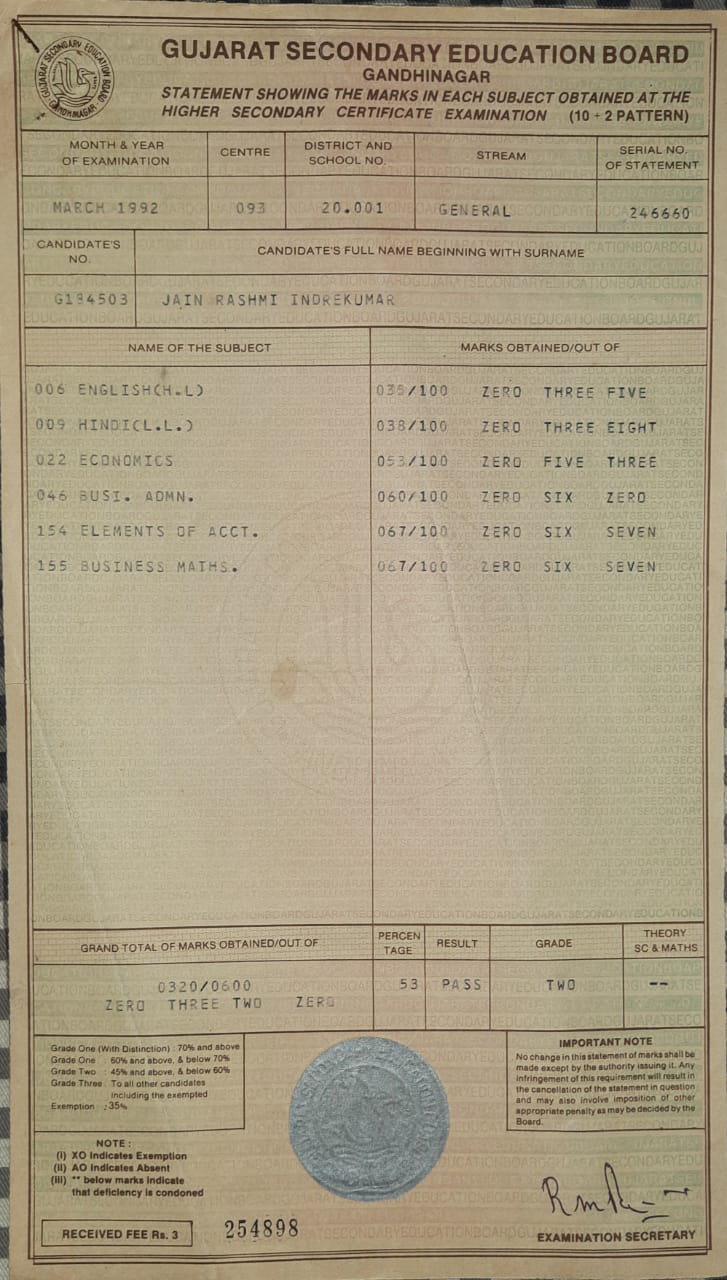 GUJARAT SECONDARY EDUCATION BOARD
GANDHINAGAR
STATEMENT SHOWING THE MARKS IN EACH SUBJECT OBTAINED AT THE
HIGHER SECONDARY CERTIFICATE EXAMINATION (10 + 2 PATTERN)
GUJARAT SECONDARY EDUCATION BOARD
GANDHINAGAR
MONTH & YEAR OF EXAMINATION CENTRE DISTRICT AND SCHOOL NO. STREAM SERIAL NO. OF STATEMENT
MARCH 1992 093 20.001 GENERAL 246660
CANDIDATE'S NO. CANDIDATE'S FULL NAME BEGINNING WITH SURNAME
G184503 JAIN RASHMI INDREKUMAR
NAME OF THE SUBJECT MARKS OBTAINED/OUT OF
006 ENGLISH(H.L) 035/100 ZERO THREE FIVE
009 HINDI(L.L.) 038/100 ZERO THREE EIGHT
022 ECONOMICS 053/100 ZERO FIVE THREE
046 BUSI. ADMN. 060/100 ZERO SIX ZERO
154 ELEMENTS OF ACCT. 067/100 ZERO SIX SEVEN
155 BUSINESS MATHS. 067/100 ZERO SIX SEVEN
GRAND TOTAL OF MARKS OBTAINED/OUT OF PERCEN TAGE RESULT GRADE THEORY SC & MATHS
0320/0600 53 PASS TWO --
ZERO THREE TWO ZERO
Grade One (With Distinction) : 70% and above
Grade One : 60% and above, & below 70%
Grade Two : 45% and above, & below 60%
Grade Three : To all other candidates
including the exempted
Exemption : 35%
IMPORTANT NOTE
No change in this statement of marks shall be
made except by the authority issuing it. Any
infringement of this requirement will result in
the cancellation of the statement in question
and may also involve imposition of other
appropriate penalty as may be decided by the
Board.
NOTE :
(i) XO Indicates Exemption
(ii) AO Indicates Absent
(iii) ** below marks indicate
that deficiency is condoned
RECEIVED FEE Rs. 3
254898
EXAMINATION SECRETARY